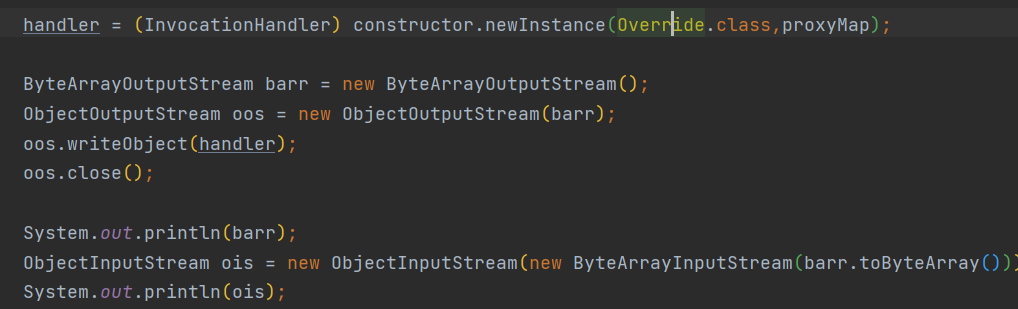 handler = (InvocationHandler) constructor.newInstance(Override.class,proxyMap);
ByteArrayOutputStream barr = new ByteArrayOutputStream();
ObjectOutputStream oos = new ObjectOutputStream(barr);
oos.writeObject(handler);
oos.close();
System.out.println(barr);
ObjectInputStream ois = new ObjectInputStream(new ByteArrayInputStream(barr.toByteArray()))
System.out.println(ois);